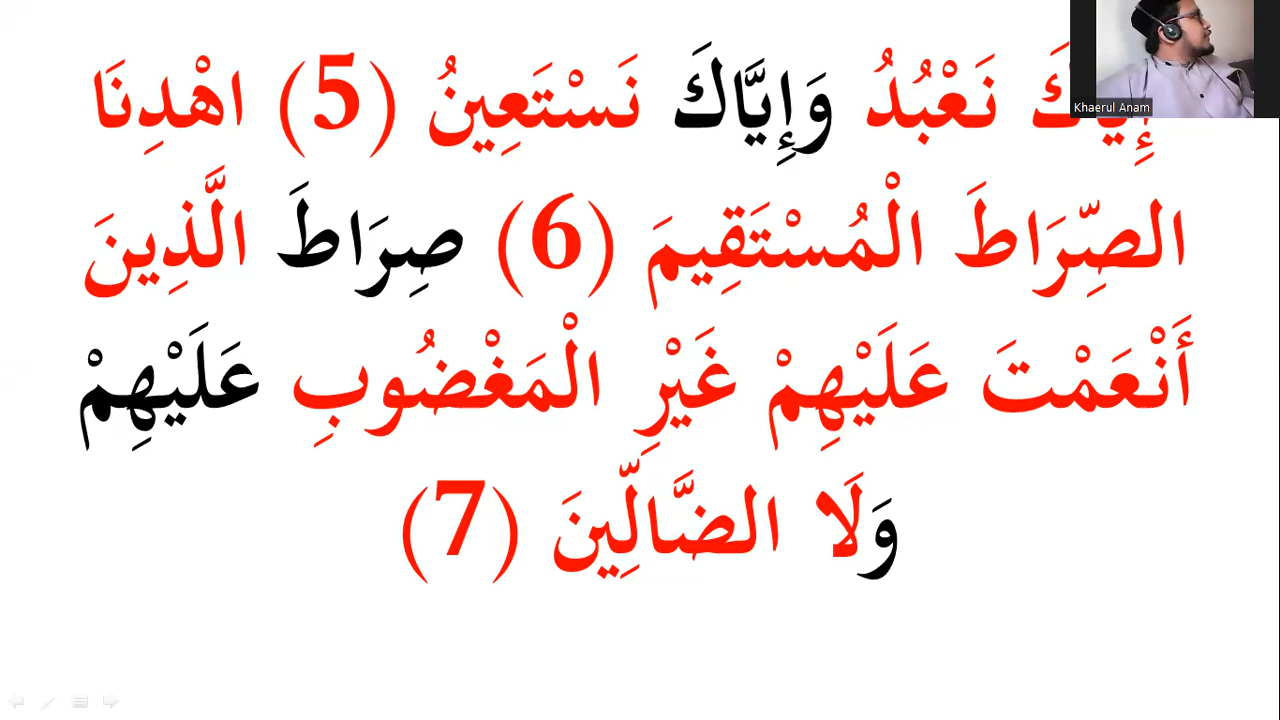 إِيَّاكَ نَعْبُدُ وَإِيَّاكَ نَسْتَعِينُ (5) اهْدِنَا
الصِّرَاطَ الْمُسْتَقِيمَ (6) صِرَاطَ الَّذِينَ
أَنْعَمْتَ عَلَيْهِمْ غَيْرِ الْمَغْضُوبِ عَلَيْهِمْ
وَلَا الضَّالِّينَ (7)
Khaerul Anam